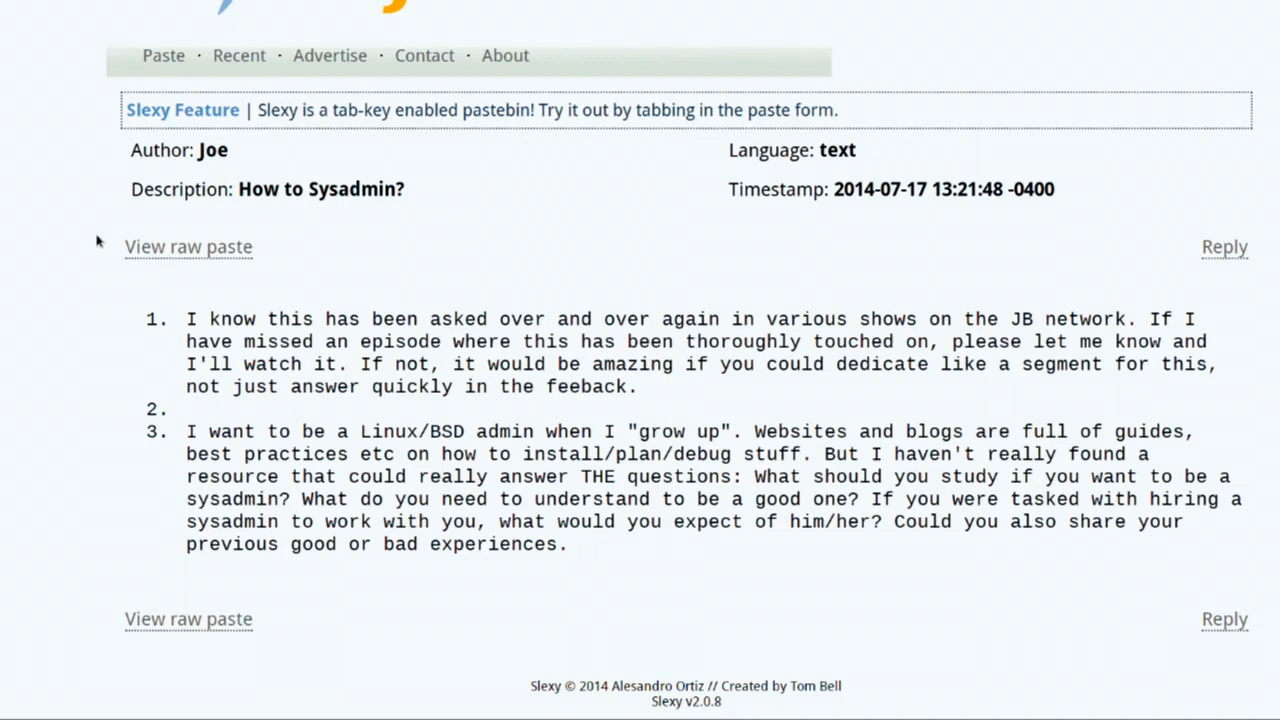 Paste · Recent · Advertise · Contact · About
Slexy Feature | Slexy is a tab-key enabled pastebin! Try it out by tabbing in the paste form.
Author: Joe Language: text
Description: How to Sysadmin? Timestamp: 2014-07-17 13:21:48 -0400
View raw paste Reply
1. I know this has been asked over and over again in various shows on the JB network. If I
have missed an episode where this has been thoroughly touched on, please let me know and
I'll watch it. If not, it would be amazing if you could dedicate like a segment for this,
not just answer quickly in the feeback.
2.
3. I want to be a Linux/BSD admin when I "grow up". Websites and blogs are full of guides,
best practices etc on how to install/plan/debug stuff. But I haven't really found a
resource that could really answer THE questions: What should you study if you want to be a
sysadmin? What do you need to understand to be a good one? If you were tasked with hiring a
sysadmin to work with you, what would you expect of him/her? Could you also share your
previous good or bad experiences.
View raw paste Reply
Slexy © 2014 Alesandro Ortiz // Created by Tom Bell
Slexy v2.0.8